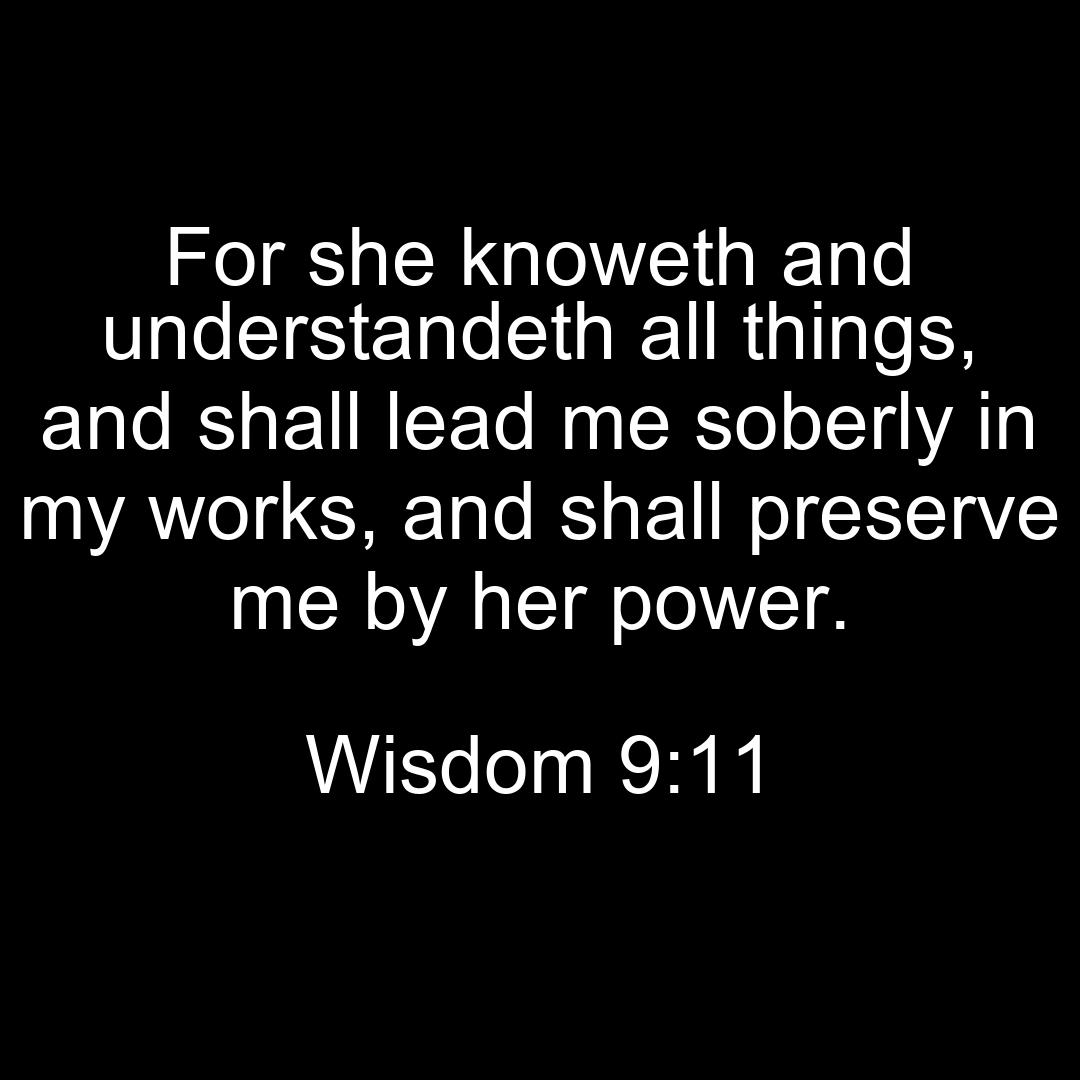 For she knoweth and
understandeth all things,
and shall lead me soberly in
my works, and shall preserve
me by her power.
Wisdom 9:11